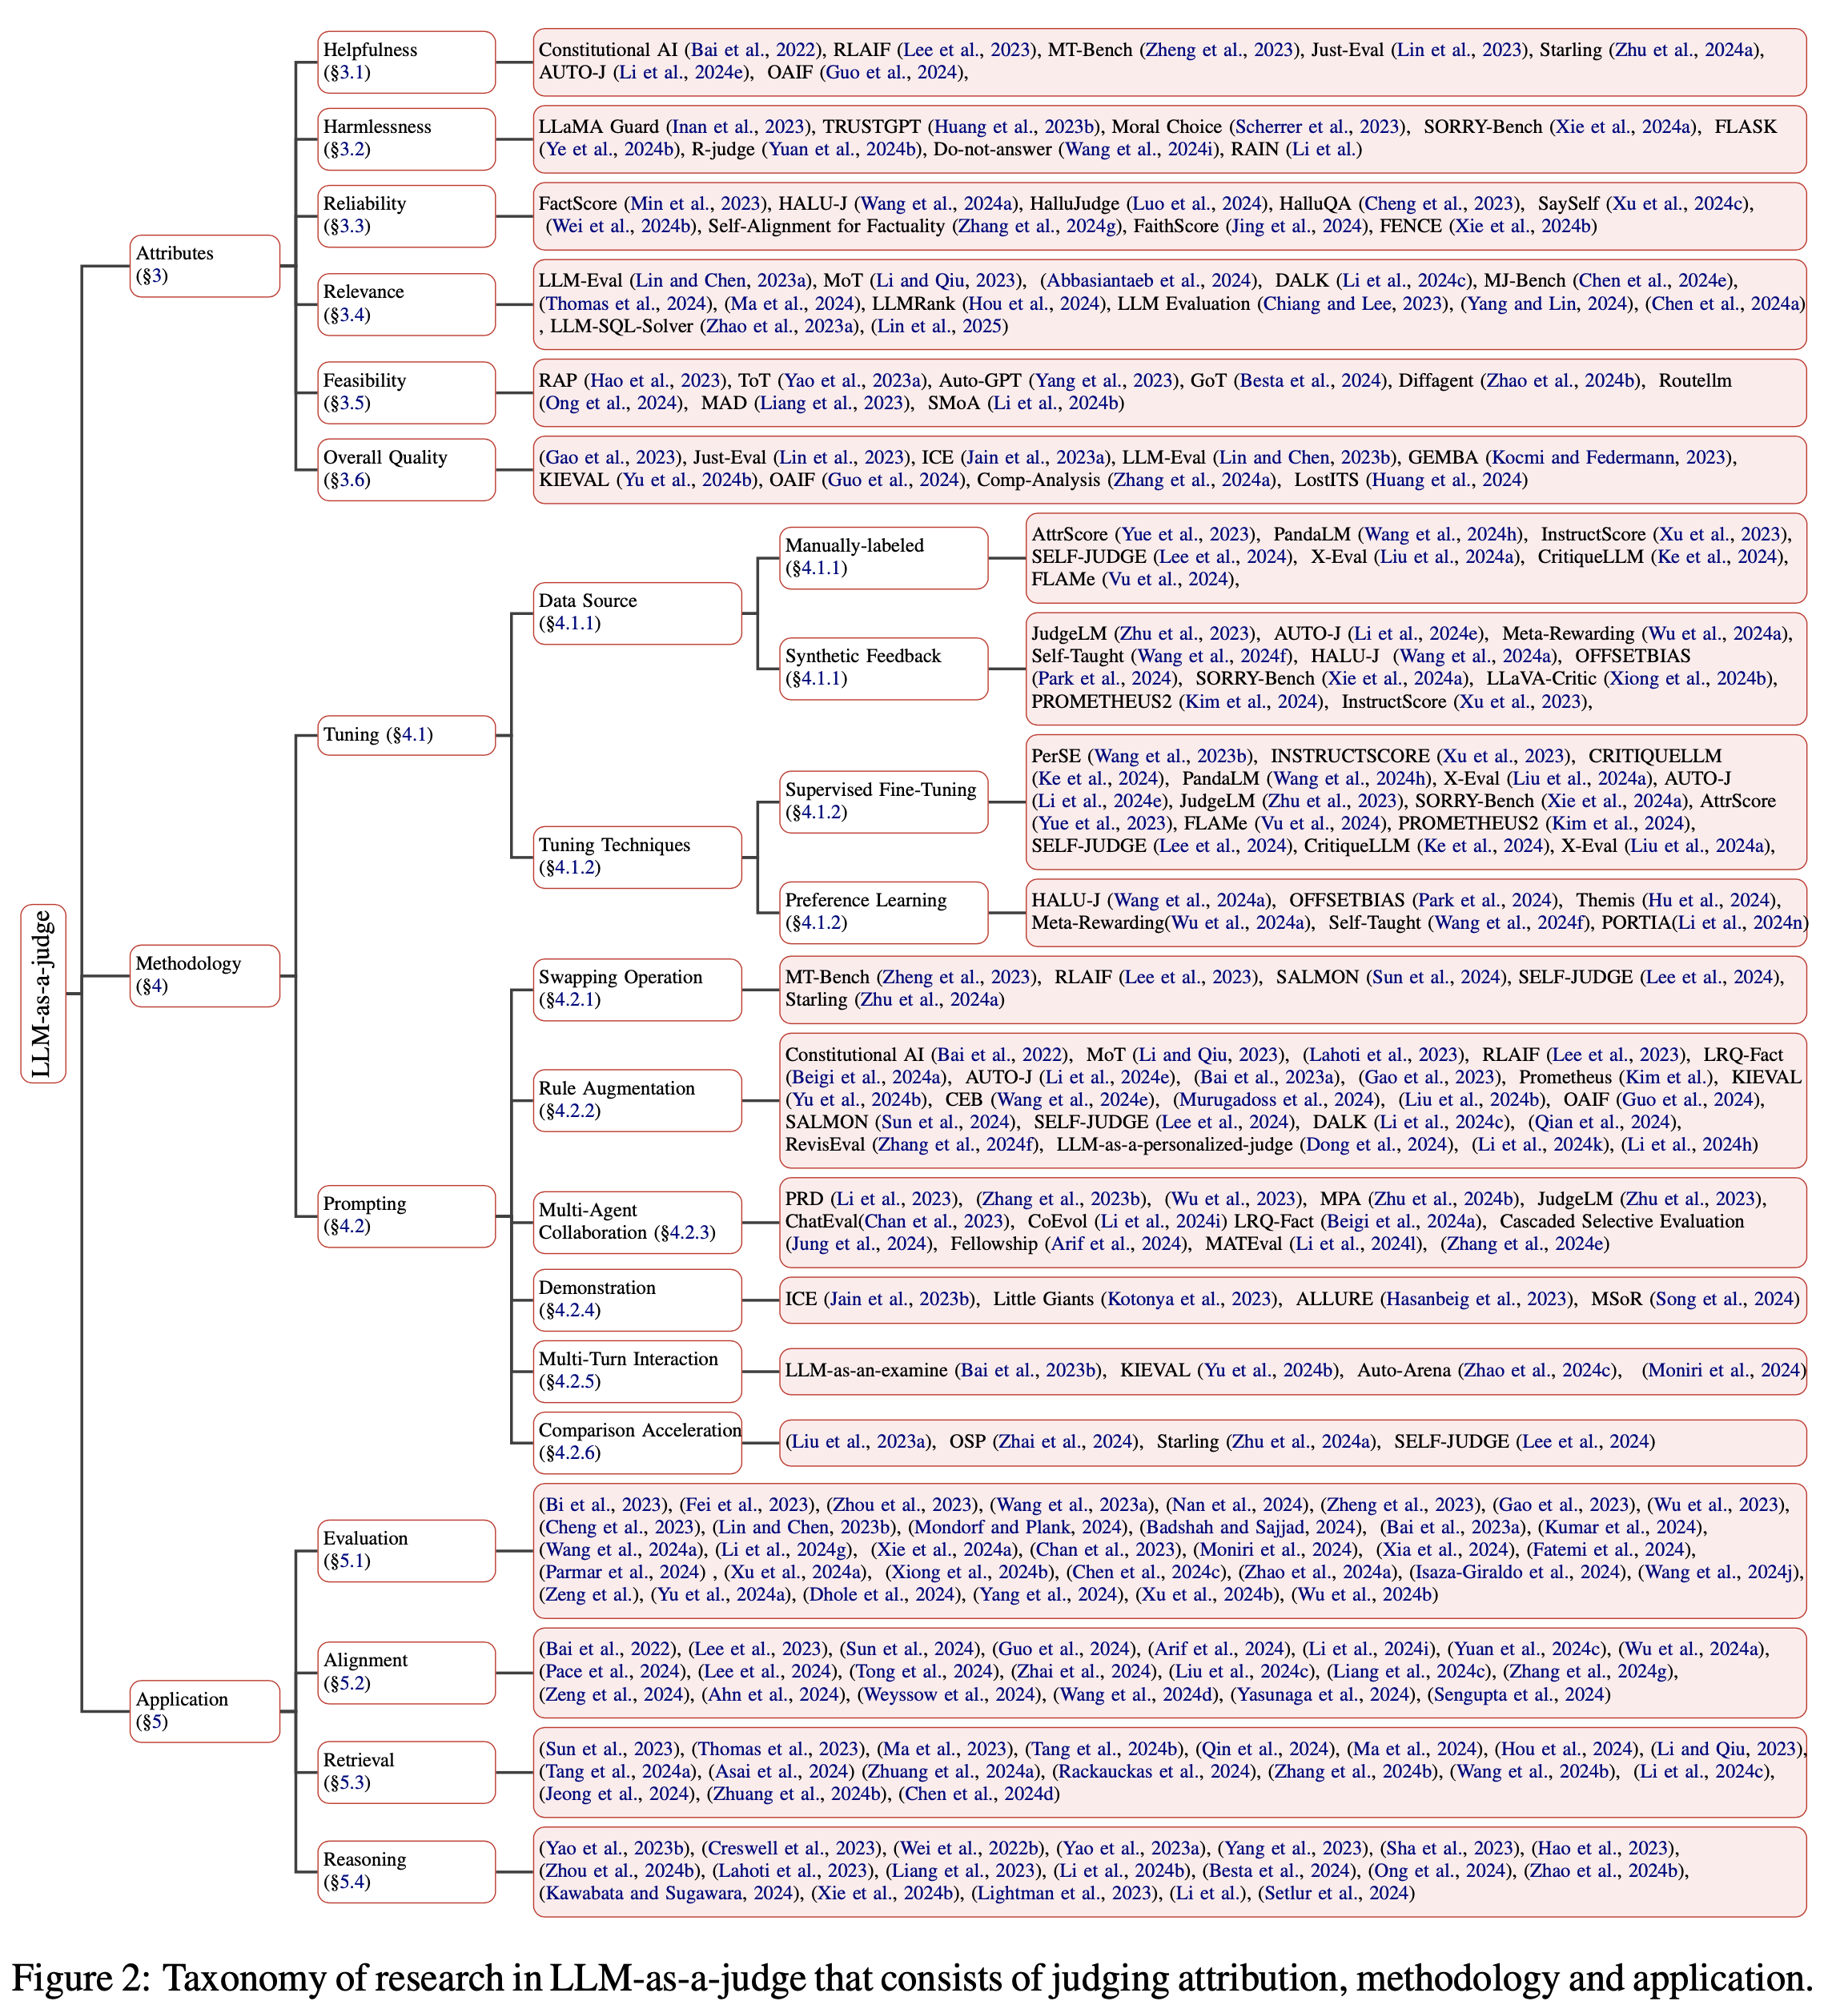 LLM-as-a-judge
Attributes
(§3)
Helpfulness
(§3.1)
Constitutional AI (Bai et al., 2022), RLAIF (Lee et al., 2023), MT-Bench (Zheng et al., 2023), Just-Eval (Lin et al., 2023), Starling (Zhu et al., 2024a),
AUTO-J (Li et al., 2024e), OAIF (Guo et al., 2024),
Harmlessness
(§3.2)
LLaMA Guard (Inan et al., 2023), TRUSTGPT (Huang et al., 2023b), Moral Choice (Scherrer et al., 2023), SORRY-Bench (Xie et al., 2024a), FLASK
(Ye et al., 2024b), R-judge (Yuan et al., 2024b), Do-not-answer (Wang et al., 2024i), RAIN (Li et al.)
Reliability
(§3.3)
FactScore (Min et al., 2023), HALU-J (Wang et al., 2024a), HalluJudge (Luo et al., 2024), HalluQA (Cheng et al., 2023), SaySelf (Xu et al., 2024c),
(Wei et al., 2024b), Self-Alignment for Factuality (Zhang et al., 2024g), FaithScore (Jing et al., 2024), FENCE (Xie et al., 2024b)
Relevance
(§3.4)
LLM-Eval (Lin and Chen, 2023a), MoT (Li and Qiu, 2023), (Abbasiantaeb et al., 2024), DALK (Li et al., 2024c), MJ-Bench (Chen et al., 2024e),
(Thomas et al., 2024), (Ma et al., 2024), LLMRank (Hou et al., 2024), LLM Evaluation (Chiang and Lee, 2023), (Yang and Lin, 2024), (Chen et al., 2024a)
, LLM-SQL-Solver (Zhao et al., 2023a), (Lin et al., 2025)
Feasibility
(§3.5)
RAP (Hao et al., 2023), ToT (Yao et al., 2023a), Auto-GPT (Yang et al., 2023), GoT (Besta et al., 2024), Diffagent (Zhao et al., 2024b), Routellm
(Ong et al., 2024), MAD (Liang et al., 2023), SMoA (Li et al., 2024b)
Overall Quality
(§3.6)
(Gao et al., 2023), Just-Eval (Lin et al., 2023), ICE (Jain et al., 2023a), LLM-Eval (Lin and Chen, 2023b), GEMBA (Kocmi and Federmann, 2023),
KIEVAL (Yu et al., 2024b), OAIF (Guo et al., 2024), Comp-Analysis (Zhang et al., 2024a), LostITS (Huang et al., 2024)
Methodology
(§4)
Tuning (§4.1)
Data Source
(§4.1.1)
Manually-labeled
(§4.1.1)
AttrScore (Yue et al., 2023), PandaLM (Wang et al., 2024h), InstructScore (Xu et al., 2023),
SELF-JUDGE (Lee et al., 2024), X-Eval (Liu et al., 2024a), CritiqueLLM (Ke et al., 2024),
FLAMe (Vu et al., 2024),
Synthetic Feedback
(§4.1.1)
JudgeLM (Zhu et al., 2023), AUTO-J (Li et al., 2024e), Meta-Rewarding (Wu et al., 2024a),
Self-Taught (Wang et al., 2024f), HALU-J (Wang et al., 2024a), OFFSETBIAS
(Park et al., 2024), SORRY-Bench (Xie et al., 2024a), LLaVA-Critic (Xiong et al., 2024b),
PROMETHEUS2 (Kim et al., 2024), InstructScore (Xu et al., 2023),
Tuning Techniques
(§4.1.2)
Supervised Fine-Tuning
(§4.1.2)
PerSE (Wang et al., 2023b), INSTRUCTSCORE (Xu et al., 2023), CRITIQUELLM
(Ke et al., 2024), PandaLM (Wang et al., 2024h), X-Eval (Liu et al., 2024a), AUTO-J
(Li et al., 2024e), JudgeLM (Zhu et al., 2023), SORRY-Bench (Xie et al., 2024a), AttrScore
(Yue et al., 2023), FLAMe (Vu et al., 2024), PROMETHEUS2 (Kim et al., 2024),
SELF-JUDGE (Lee et al., 2024), CritiqueLLM (Ke et al., 2024), X-Eval (Liu et al., 2024a),
Preference Learning
(§4.1.2)
HALU-J (Wang et al., 2024a), OFFSETBIAS (Park et al., 2024), Themis (Hu et al., 2024),
Meta-Rewarding(Wu et al., 2024a), Self-Taught (Wang et al., 2024f), PORTIA(Li et al., 2024n)
Prompting
(§4.2)
Swapping Operation
(§4.2.1)
MT-Bench (Zheng et al., 2023), RLAIF (Lee et al., 2023), SALMON (Sun et al., 2024), SELF-JUDGE (Lee et al., 2024),
Starling (Zhu et al., 2024a)
Rule Augmentation
(§4.2.2)
Constitutional AI (Bai et al., 2022), MoT (Li and Qiu, 2023), (Lahoti et al., 2023), RLAIF (Lee et al., 2023), LRQ-Fact
(Beigi et al., 2024a), AUTO-J (Li et al., 2024e), (Bai et al., 2023a), (Gao et al., 2023), Prometheus (Kim et al.), KIEVAL
(Yu et al., 2024b), CEB (Wang et al., 2024e), (Murugadoss et al., 2024), (Liu et al., 2024b), OAIF (Guo et al., 2024),
SALMON (Sun et al., 2024), SELF-JUDGE (Lee et al., 2024), DALK (Li et al., 2024c), (Qian et al., 2024),
RevisEval (Zhang et al., 2024f), LLM-as-a-personalized-judge (Dong et al., 2024), (Li et al., 2024k), (Li et al., 2024h)
Multi-Agent
Collaboration (§4.2.3)
PRD (Li et al., 2023), (Zhang et al., 2023b), (Wu et al., 2023), MPA (Zhu et al., 2024b), JudgeLM (Zhu et al., 2023),
ChatEval(Chan et al., 2023), CoEvol (Li et al., 2024i) LRQ-Fact (Beigi et al., 2024a), Cascaded Selective Evaluation
(Jung et al., 2024), Fellowship (Arif et al., 2024), MATEval (Li et al., 2024l), (Zhang et al., 2024e)
Demonstration
(§4.2.4)
ICE (Jain et al., 2023b), Little Giants (Kotonya et al., 2023), ALLURE (Hasanbeig et al., 2023), MSoR (Song et al., 2024)
Multi-Turn Interaction
(§4.2.5)
LLM-as-an-examine (Bai et al., 2023b), KIEVAL (Yu et al., 2024b), Auto-Arena (Zhao et al., 2024c), (Moniri et al., 2024)
Comparison Acceleration
(§4.2.6)
(Liu et al., 2023a), OSP (Zhai et al., 2024), Starling (Zhu et al., 2024a), SELF-JUDGE (Lee et al., 2024)
Application
(§5)
Evaluation
(§5.1)
(Bi et al., 2023), (Fei et al., 2023), (Zhou et al., 2023), (Wang et al., 2023a), (Nan et al., 2024), (Zheng et al., 2023), (Gao et al., 2023), (Wu et al., 2023),
(Cheng et al., 2023), (Lin and Chen, 2023b), (Mondorf and Plank, 2024), (Badshah and Sajjad, 2024), (Bai et al., 2023a), (Kumar et al., 2024),
(Wang et al., 2024a), (Li et al., 2024g), (Xie et al., 2024a), (Chan et al., 2023), (Moniri et al., 2024), (Xia et al., 2024), (Fatemi et al., 2024),
(Parmar et al., 2024) , (Xu et al., 2024a), (Xiong et al., 2024b), (Chen et al., 2024c), (Zhao et al., 2024a), (Isaza-Giraldo et al., 2024), (Wang et al., 2024j),
(Zeng et al.), (Yu et al., 2024a), (Dhole et al., 2024), (Yang et al., 2024), (Xu et al., 2024b), (Wu et al., 2024b)
Alignment
(§5.2)
(Bai et al., 2022), (Lee et al., 2023), (Sun et al., 2024), (Guo et al., 2024), (Arif et al., 2024), (Li et al., 2024i), (Yuan et al., 2024c), (Wu et al., 2024a),
(Pace et al., 2024), (Lee et al., 2024), (Tong et al., 2024), (Zhai et al., 2024), (Liu et al., 2024c), (Liang et al., 2024c), (Zhang et al., 2024g),
(Zeng et al., 2024), (Ahn et al., 2024), (Weyssow et al., 2024), (Wang et al., 2024d), (Yasunaga et al., 2024), (Sengupta et al., 2024)
Retrieval
(§5.3)
(Sun et al., 2023), (Thomas et al., 2023), (Ma et al., 2023), (Tang et al., 2024b), (Qin et al., 2024), (Ma et al., 2024), (Hou et al., 2024), (Li and Qiu, 2023),
(Tang et al., 2024a), (Asai et al., 2024) (Zhuang et al., 2024a), (Rackauckas et al., 2024), (Zhang et al., 2024b), (Wang et al., 2024b), (Li et al., 2024c),
(Jeong et al., 2024), (Zhuang et al., 2024b), (Chen et al., 2024d)
Reasoning
(§5.4)
(Yao et al., 2023b), (Creswell et al., 2023), (Wei et al., 2022b), (Yao et al., 2023a), (Yang et al., 2023), (Sha et al., 2023), (Hao et al., 2023),
(Zhou et al., 2024b), (Lahoti et al., 2023), (Liang et al., 2023), (Li et al., 2024b), (Besta et al., 2024), (Ong et al., 2024), (Zhao et al., 2024b),
(Kawabata and Sugawara, 2024), (Xie et al., 2024b), (Lightman et al., 2023), (Li et al.), (Setlur et al., 2024)
Figure 2: Taxonomy of research in LLM-as-a-judge that consists of judging attribution, methodology and application.